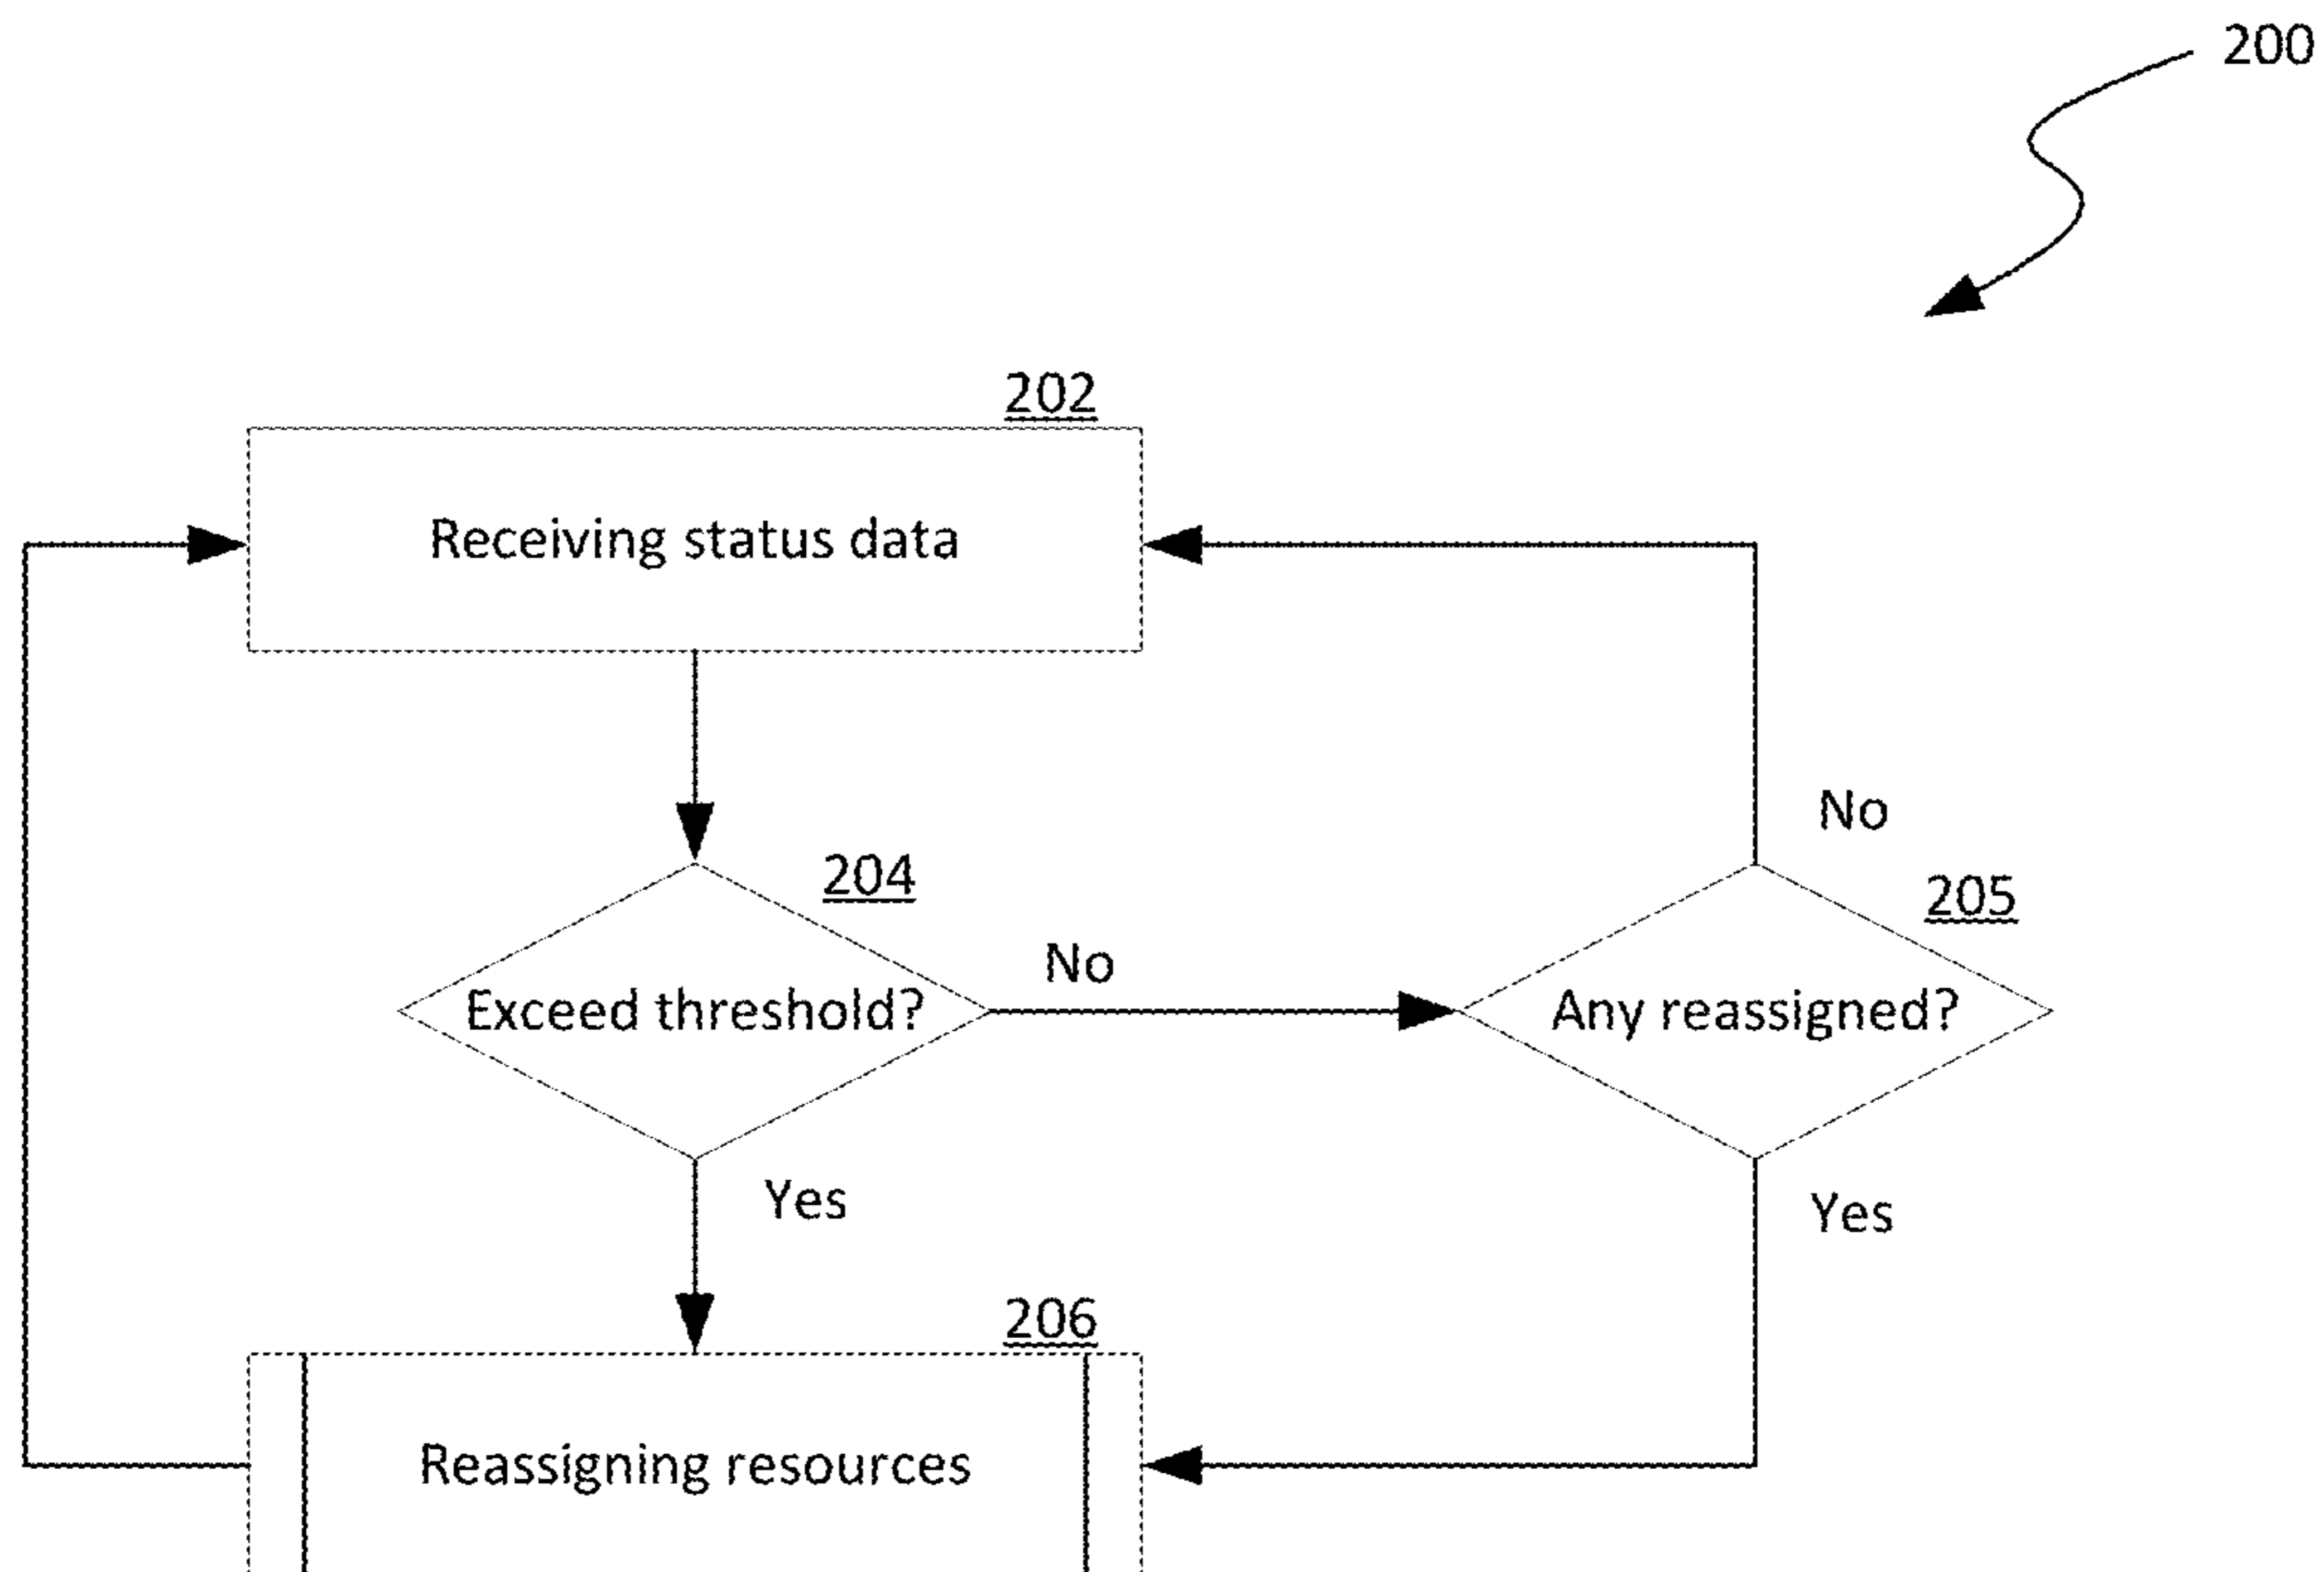 200
202
Receiving status data
No
204
205
No
Exceed threshold?
Any reassigned?
Yes
Yes
206
Reassigning resources